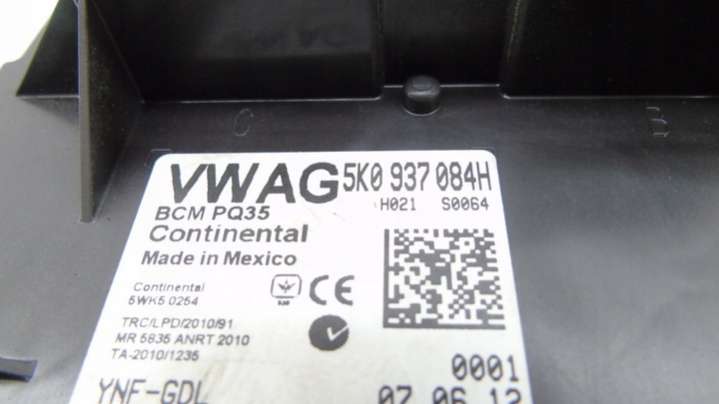 VWAG 5K0 937 084H
BCM PQ35 H021 S0064
Continental
Made in Mexico
Continental
5WK5 0254
CE
TRC/LPD/2010/91
MR 5835 ANRT 2010
TA-2010/1235
0001
YNF-GDL 07.06.12